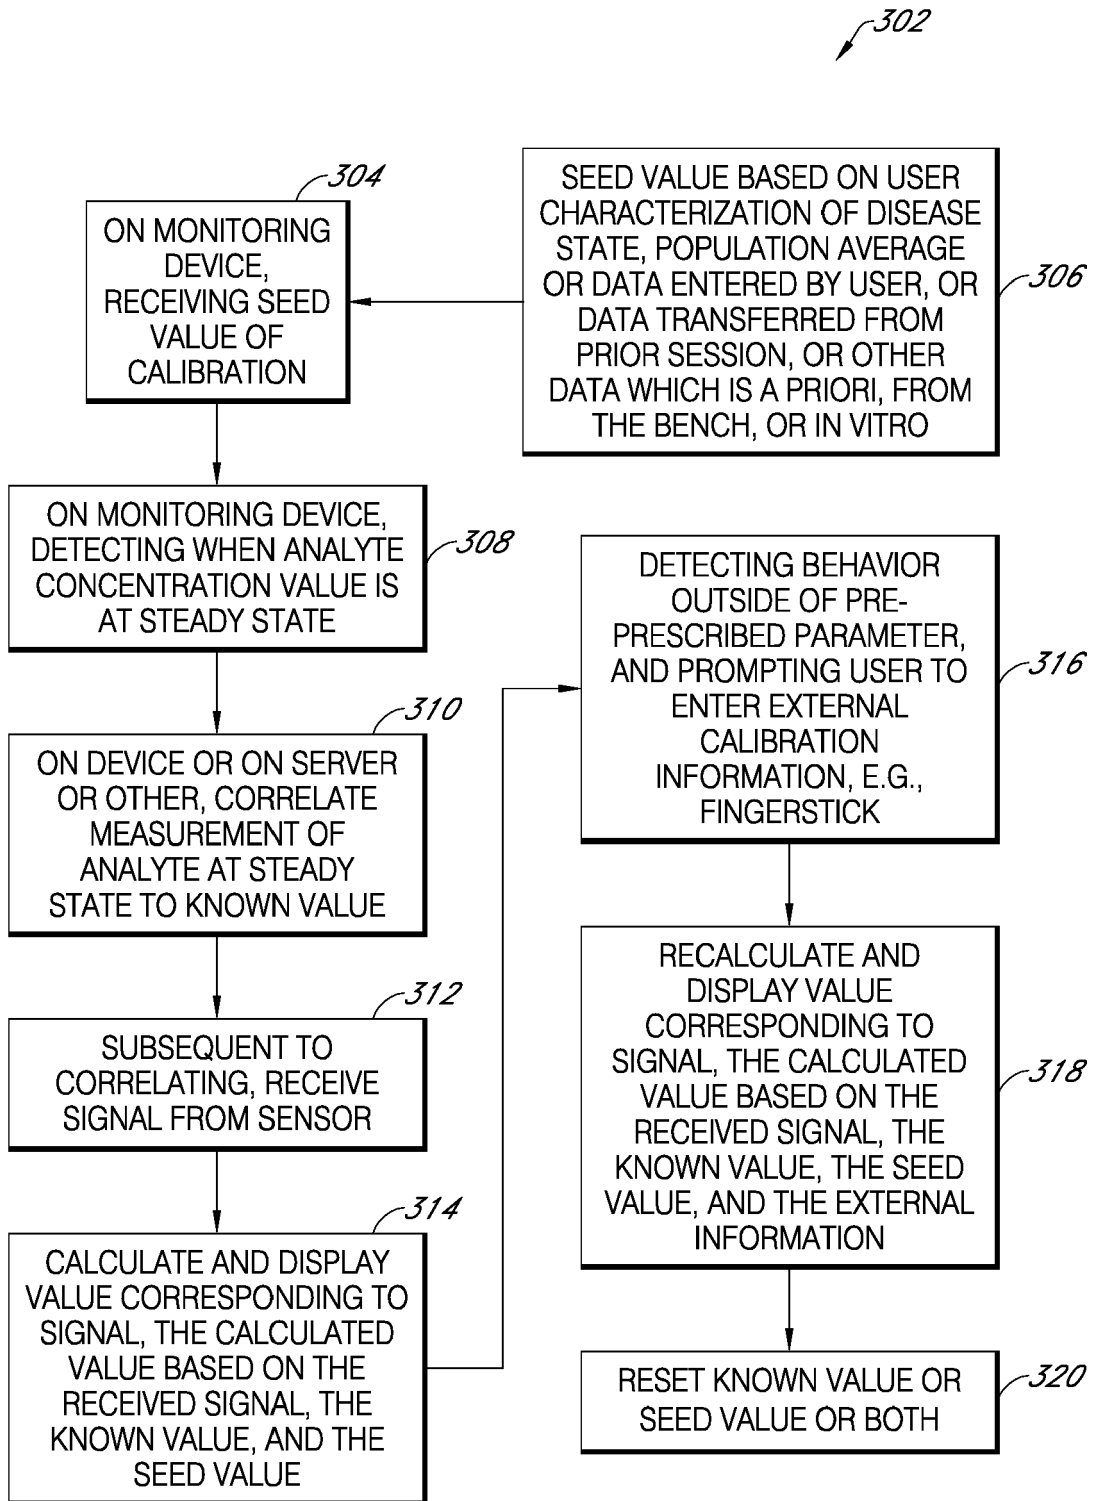 302
304
ON MONITORING
DEVICE,
RECEIVING SEED
VALUE OF
CALIBRATION
SEED VALUE BASED ON USER
CHARACTERIZATION OF DISEASE
STATE, POPULATION AVERAGE
OR DATA ENTERED BY USER, OR
DATA TRANSFERRED FROM
PRIOR SESSION, OR OTHER
DATA WHICH IS A PRIORI, FROM
THE BENCH, OR IN VITRO
306
ON MONITORING DEVICE,
DETECTING WHEN ANALYTE
CONCENTRATION VALUE IS
AT STEADY STATE
308
310
ON DEVICE OR ON SERVER
OR OTHER, CORRELATE
MEASUREMENT OF
ANALYTE AT STEADY
STATE TO KNOWN VALUE
312
SUBSEQUENT TO
CORRELATING, RECEIVE
SIGNAL FROM SENSOR
314
CALCULATE AND DISPLAY
VALUE CORRESPONDING TO
SIGNAL, THE CALCULATED
VALUE BASED ON THE
RECEIVED SIGNAL, THE
KNOWN VALUE, AND THE
SEED VALUE
DETECTING BEHAVIOR
OUTSIDE OF PRE-
PRESCRIBED PARAMETER,
AND PROMPTING USER TO
ENTER EXTERNAL
CALIBRATION
INFORMATION, E.G.,
FINGERSTICK
316
RECALCULATE AND
DISPLAY VALUE
CORRESPONDING TO
SIGNAL, THE CALCULATED
VALUE BASED ON THE
RECEIVED SIGNAL, THE
KNOWN VALUE, THE SEED
VALUE, AND THE EXTERNAL
INFORMATION
318
RESET KNOWN VALUE OR
SEED VALUE OR BOTH
320